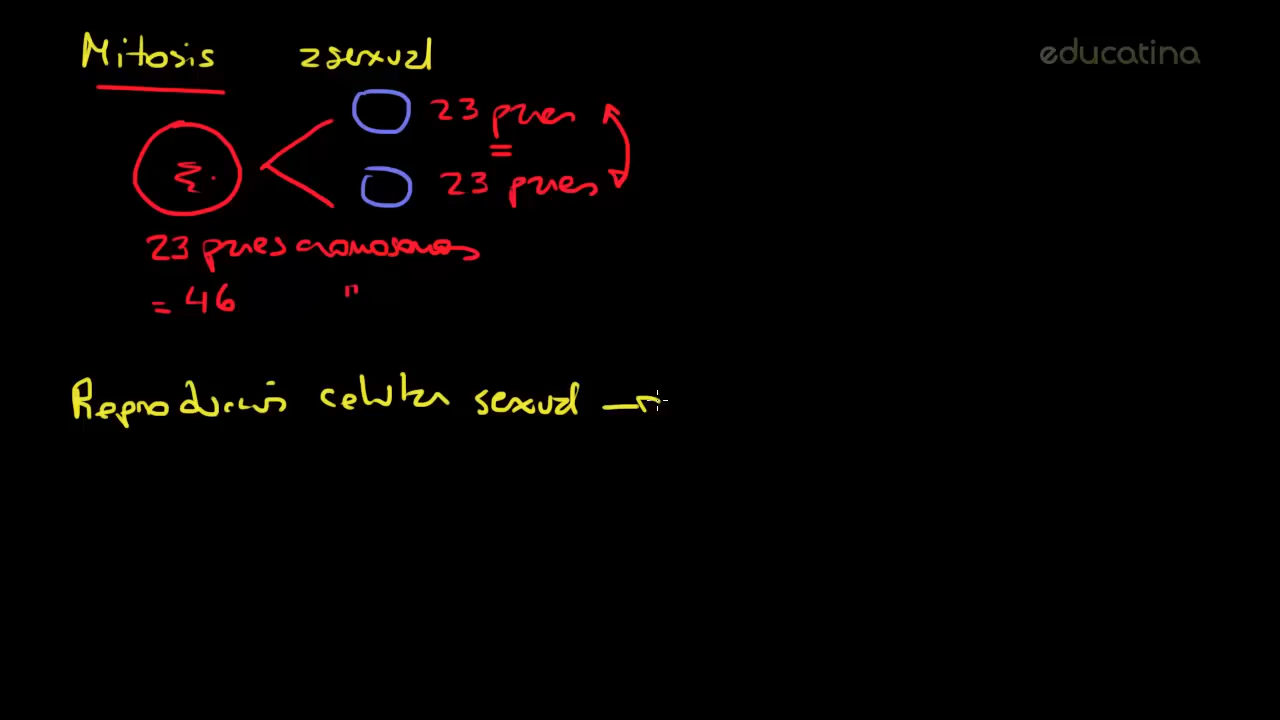 Mitosis asexual
educatina
23 pares
=
23 pares
23 pares cromosomas
= 46 "
Reproducción celular sexual →